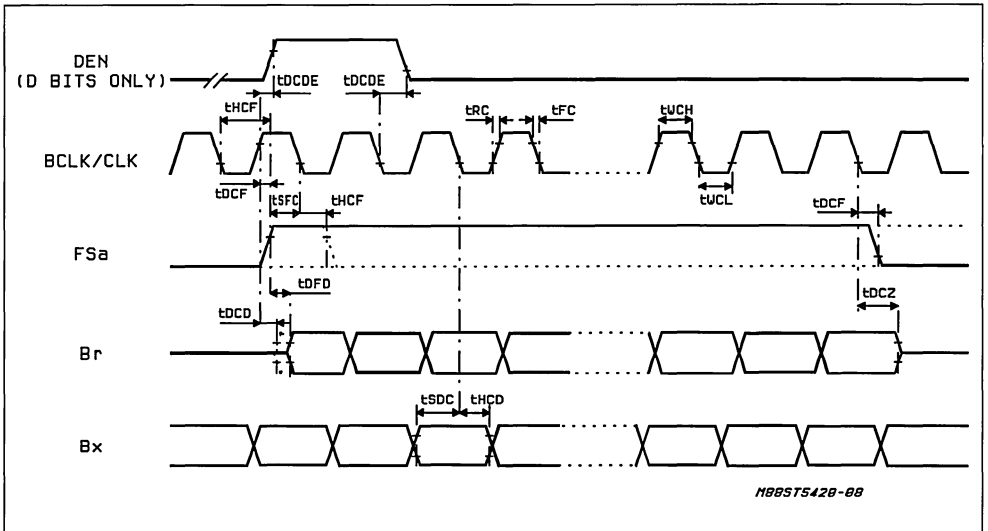 DEN
(D BITS ONLY)
tDCDE
tDCDE
tHCF
tRC
tFC
tWCH
BCLK/CLK
tDCF
tSFC
tHCF
tWCL
tDCF
FSa
tDFD
tDCD
tDCZ
Br
tSDC
tHCD
Bx
M88ST5420-08